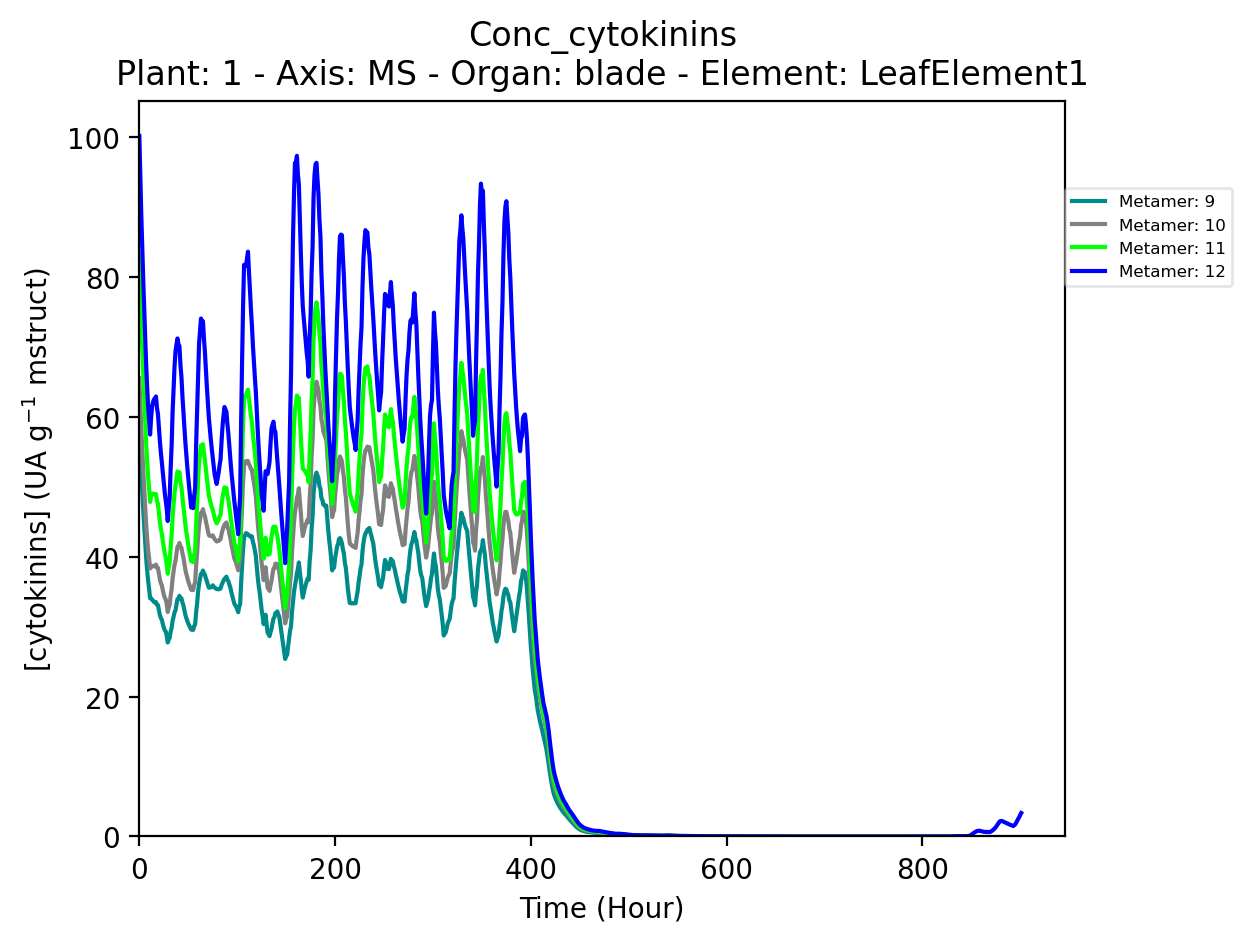 Conc_cytokinins
Plant: 1 - Axis: MS - Organ: blade - Element: LeafElement1
100
80
60
40
20
0
[cytokinins] (UA g⁻¹ mstruct)
0 200 400 600 800
Time (Hour)
Metamer: 9
Metamer: 10
Metamer: 11
Metamer: 12